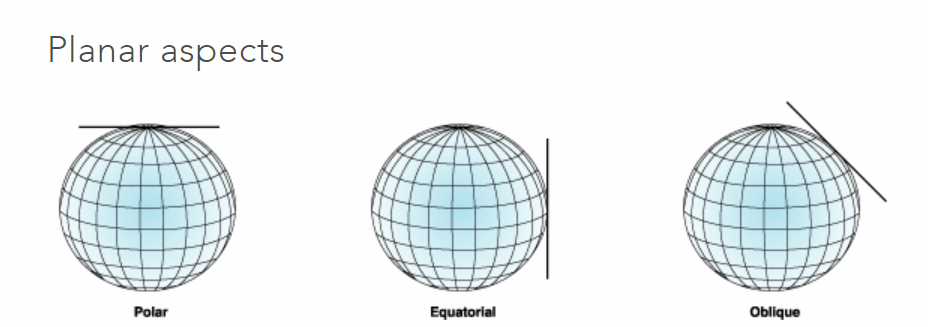 Planar aspects
Polar
Equatorial
Oblique